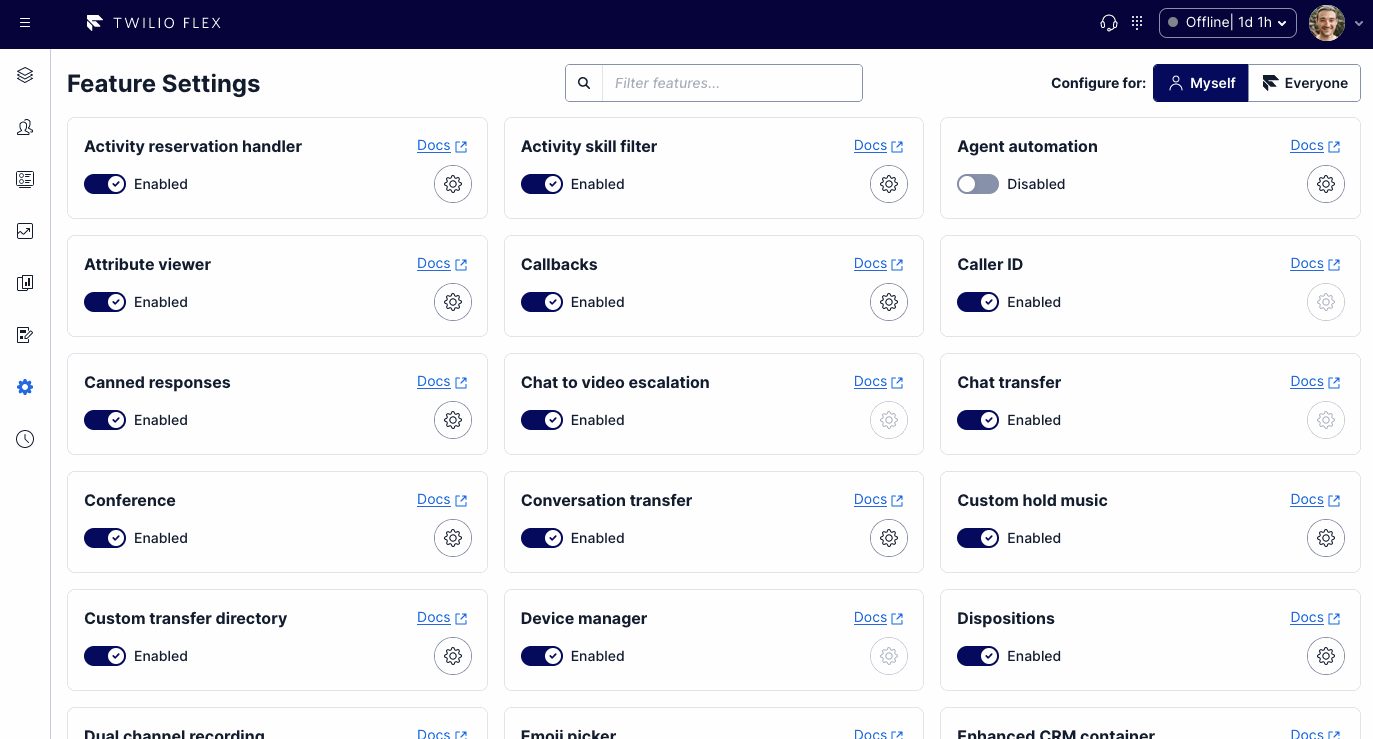 TWILIO FLEX
Offline| 1d 1h
Feature Settings
Filter features...
Configure for:
Myself
Everyone
Activity reservation handler
Docs
Enabled
Activity skill filter
Docs
Enabled
Agent automation
Docs
Disabled
Attribute viewer
Docs
Enabled
Callbacks
Docs
Enabled
Caller ID
Docs
Enabled
Canned responses
Docs
Enabled
Chat to video escalation
Docs
Enabled
Chat transfer
Docs
Enabled
Conference
Docs
Enabled
Conversation transfer
Docs
Enabled
Custom hold music
Docs
Enabled
Custom transfer directory
Docs
Enabled
Device manager
Docs
Enabled
Dispositions
Docs
Enabled
Dual channel recording
Docs
Emoji picker
Docs
Enhanced CRM container
Docs